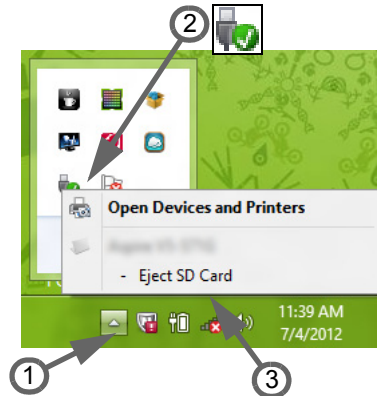 2
Open Devices and Printers
- Eject SD Card
11:39 AM
7/4/2012
1
3